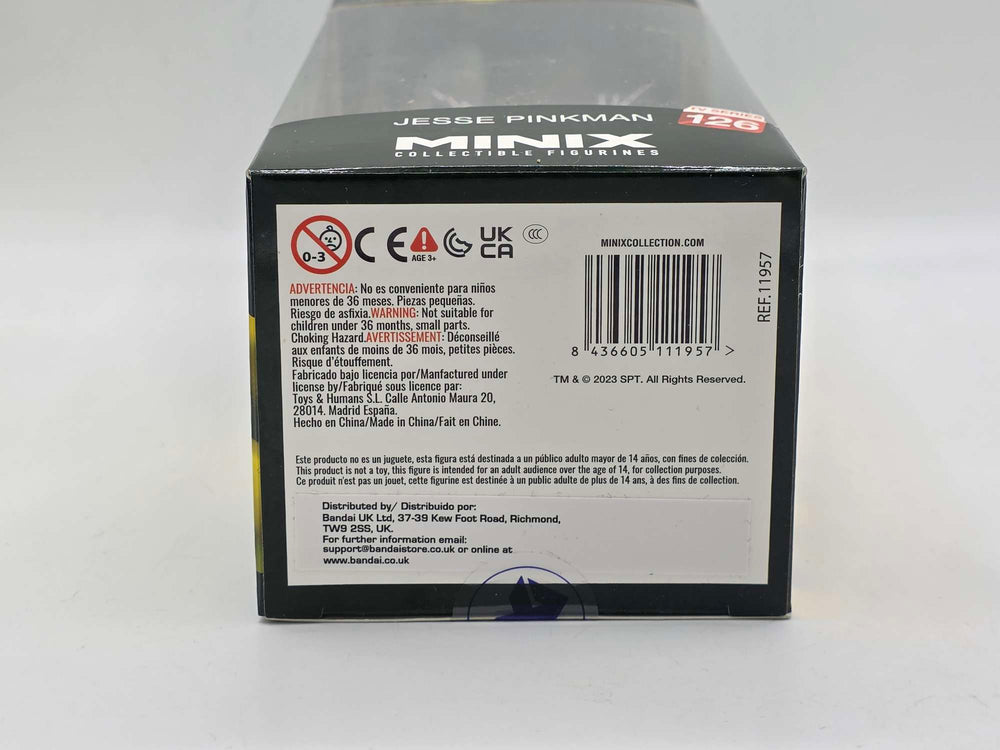 JESSE PINKMAN
TV SERIES
126
MINIX
COLLECTIBLE FIGURINES
0-3
CE
AGE 3+
UK
CA
CCC
MINIXCOLLECTION.COM
REF.11957
8 436605 111957 >
TM & © 2023 SPT. All Rights Reserved.
ADVERTENCIA: No es conveniente para niños
menores de 36 meses. Piezas pequeñas.
Riesgo de asfixia.WARNING: Not suitable for
children under 36 months, small parts.
Choking Hazard.AVERTISSEMENT: Déconseillé
aux enfants de moins de 36 mois, petites pièces.
Risque d'étouffement.
Fabricado bajo licencia por/Manfactured under
license by/Fabriqué sous licence par:
Toys & Humans S.L. Calle Antonio Maura 20,
28014. Madrid España.
Hecho en China/Made in China/Fait en Chine.
Este producto no es un juguete, esta figura está destinada a un público adulto mayor de 14 años, con fines de colección.
This product is not a toy, this figure is intended for an adult audience over the age of 14, for collection purposes.
Ce produit n'est pas un jouet, cette figurine est destinée à un public adulte de plus de 14 ans, à des fins de collection.
Distributed by/ Distribuido por:
Bandai UK Ltd, 37-39 Kew Foot Road, Richmond,
TW9 2SS, UK.
For further information email:
support@bandaistore.co.uk or online at
www.bandai.co.uk